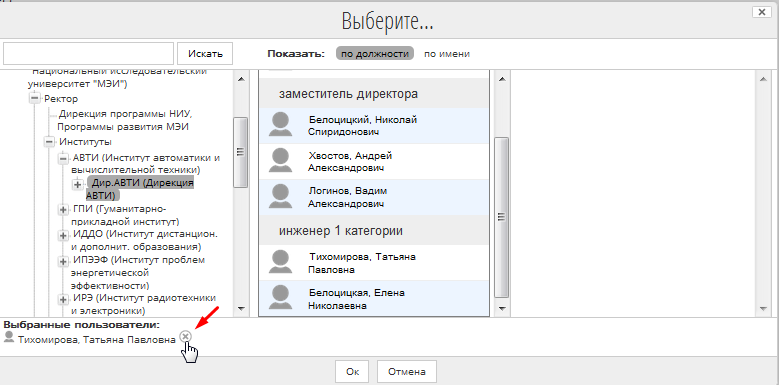 Выберите...
Искать
Показать: по должности по имени
Национальный исследовательский
университет "МЭИ")
Ректор
Дирекция программы НИУ,
Программы развития МЭИ
Институты
АВТИ (Институт автоматики и
вычислительной техники)
Дир.АВТИ (Дирекция
АВТИ)
ГПИ (Гуманитарно-
прикладной институт)
ИДДО (Институт дистанцион.
и дополнит. образования)
ИПЭЭФ (Институт проблем
энергетической
эффективности)
ИРЭ (Институт радиотехники
и электроники)
заместитель директора
Белоцицкий, Николай
Спиридонович
Хвостов, Андрей
Александрович
Логинов, Вадим
Александрович
инженер 1 категории
Тихомирова, Татьяна
Павловна
Белоцицкая, Елена
Николаевна
Выбранные пользователи:
Тихомирова, Татьяна Павловна
Ок
Отмена